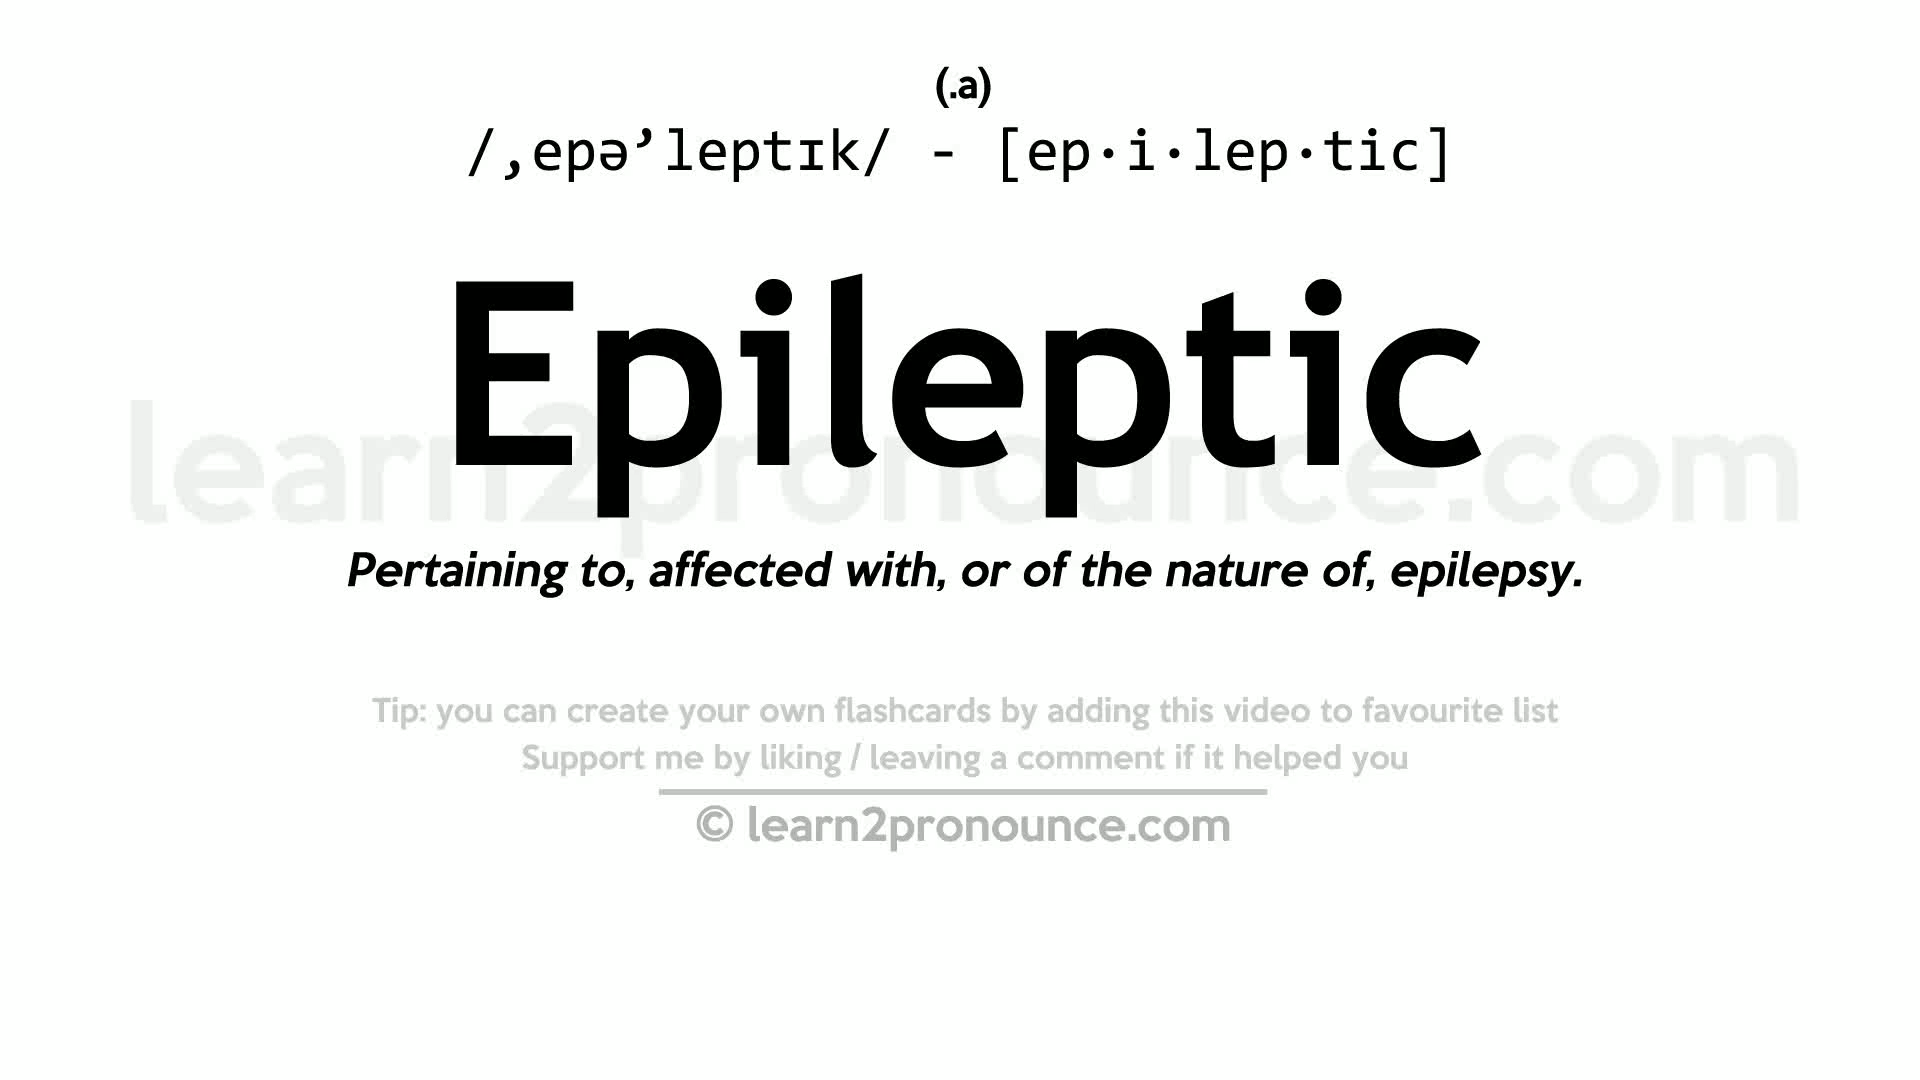 (.a)
/ˌepəˈleptɪk/ - [ep·i·lep·tic]
Epileptic
learn2pronounce.com
Pertaining to, affected with, or of the nature of, epilepsy.
Tip: you can create your own flashcards by adding this video to favourite list
Support me by liking / leaving a comment if it helped you
© learn2pronounce.com